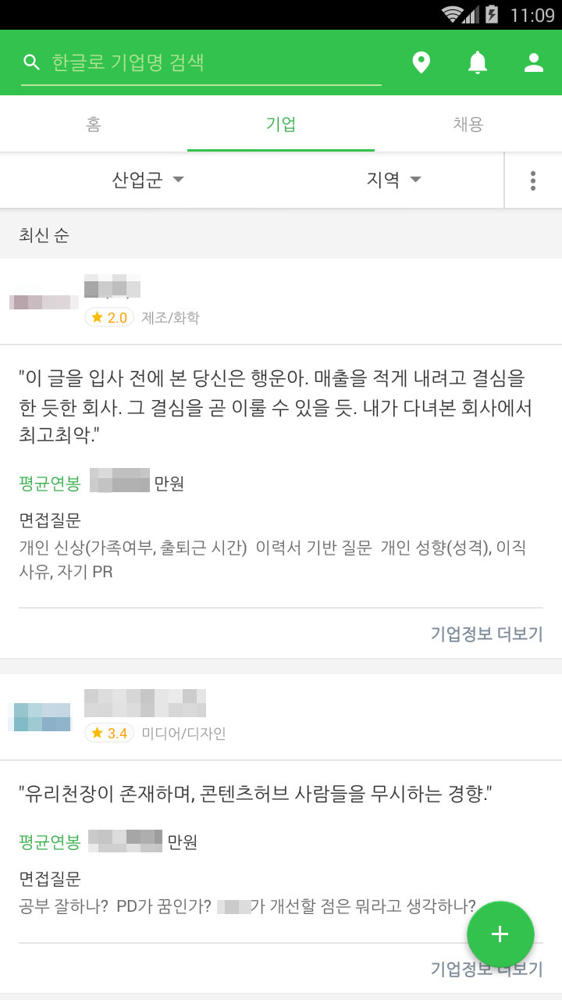 11:09
한글로 기업명 검색
홈 기업 채용
산업군 지역
최신 순
2.0 제조/화학
"이 글을 입사 전에 본 당신은 행운아. 매출을 적게 내려고 결심을
한 듯한 회사. 그 결심을 곧 이룰 수 있을 듯. 내가 다녀본 회사에서
최고최악."
평균연봉 만원
면접질문
개인 신상(가족여부, 출퇴근 시간) 이력서 기반 질문 개인 성향(성격), 이직
사유, 자기 PR
기업정보 더보기
3.4 미디어/디자인
"유리천장이 존재하며, 콘텐츠허브 사람들을 무시하는 경향."
평균연봉 만원
면접질문
공부 잘하나? PD가 꿈인가? 가 개선할 점은 뭐라고 생각하나?
기업정보 더보기